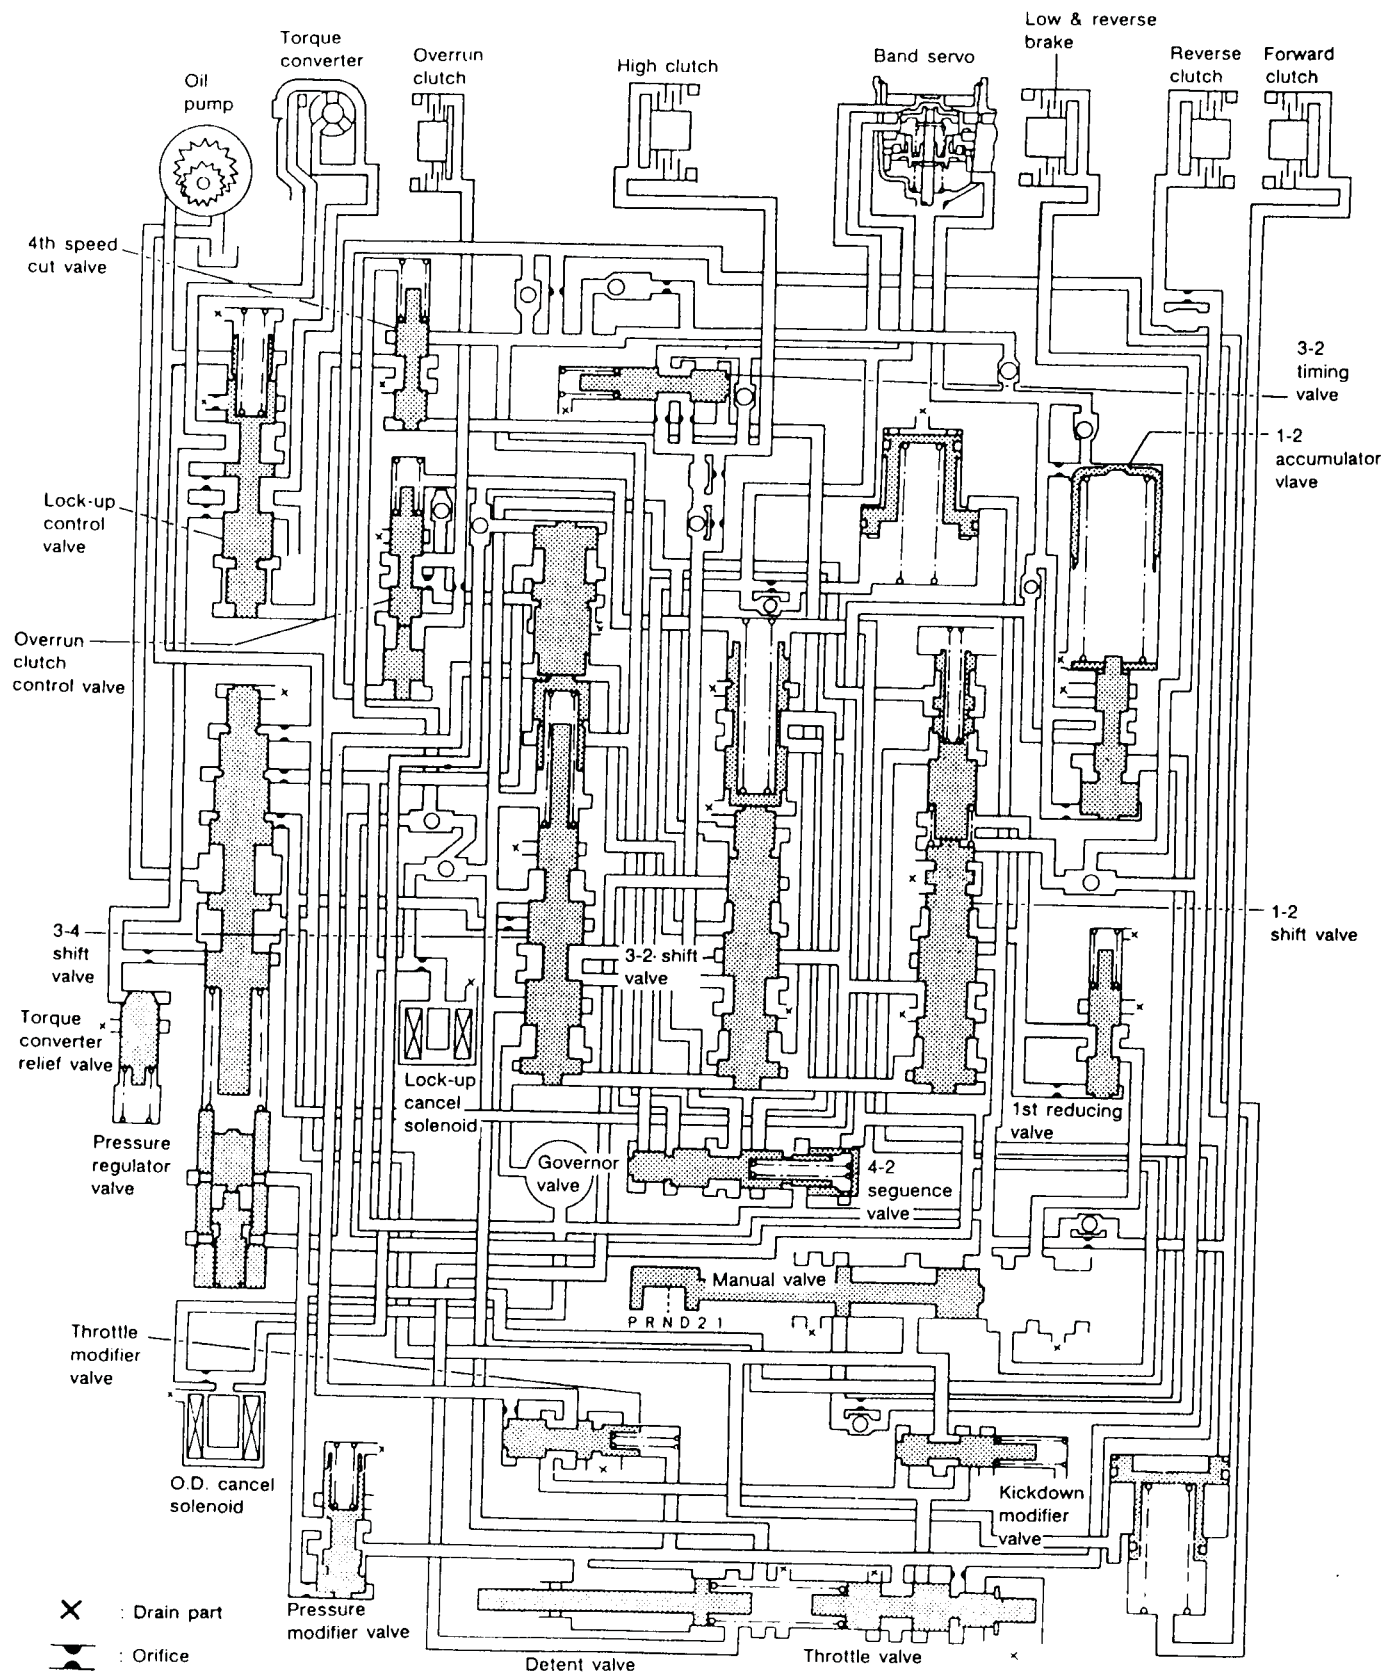 Low & reverse
brake
Torque
converter
Overrun
clutch
High clutch
Band servo
Reverse
clutch
Forward
clutch
Oil
pump
4th speed
cut valve
3-2
timing
valve
1-2
accumulator
vlave
Lock-up
control
valve
Overrun
clutch
control valve
3-4
shift
valve
3-2 shift
valve
1-2
shift valve
Torque
converter
relief valve
Lock-up
cancel
solenoid
1st reducing
valve
Pressure
regulator
valve
Governor
valve
4-2
seguence
valve
Manual valve
P R N D 2 1
Throttle
modifier
valve
O.D. cancel
solenoid
Kickdown
modifier
valve
X : Drain part
Pressure
modifier valve
: Orifice
Detent valve
Throttle valve